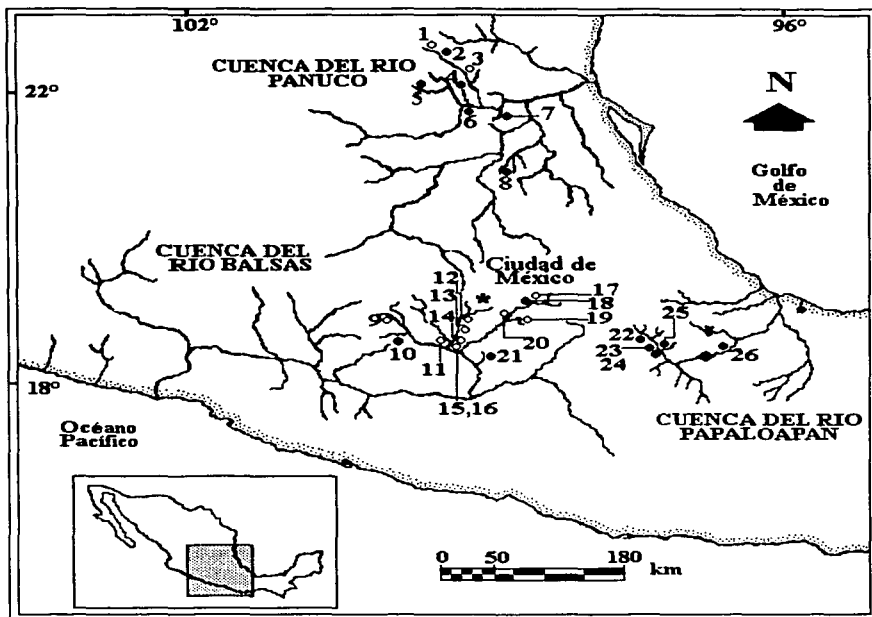 102°
96°
22°
18°
CUENCA DEL RIO
PANUCO
1
2
3
4
5
6
7
8
N
Golfo
de
México
CUENCA DEL
RIO BALSAS
Ciudad de
México
12
13
14
9
10
11
15,16
17
18
19
20
21
22
23
24
25
26
CUENCA DEL RIO
PAPALOAPAN
Océano
Pacífico
0 50 180
km